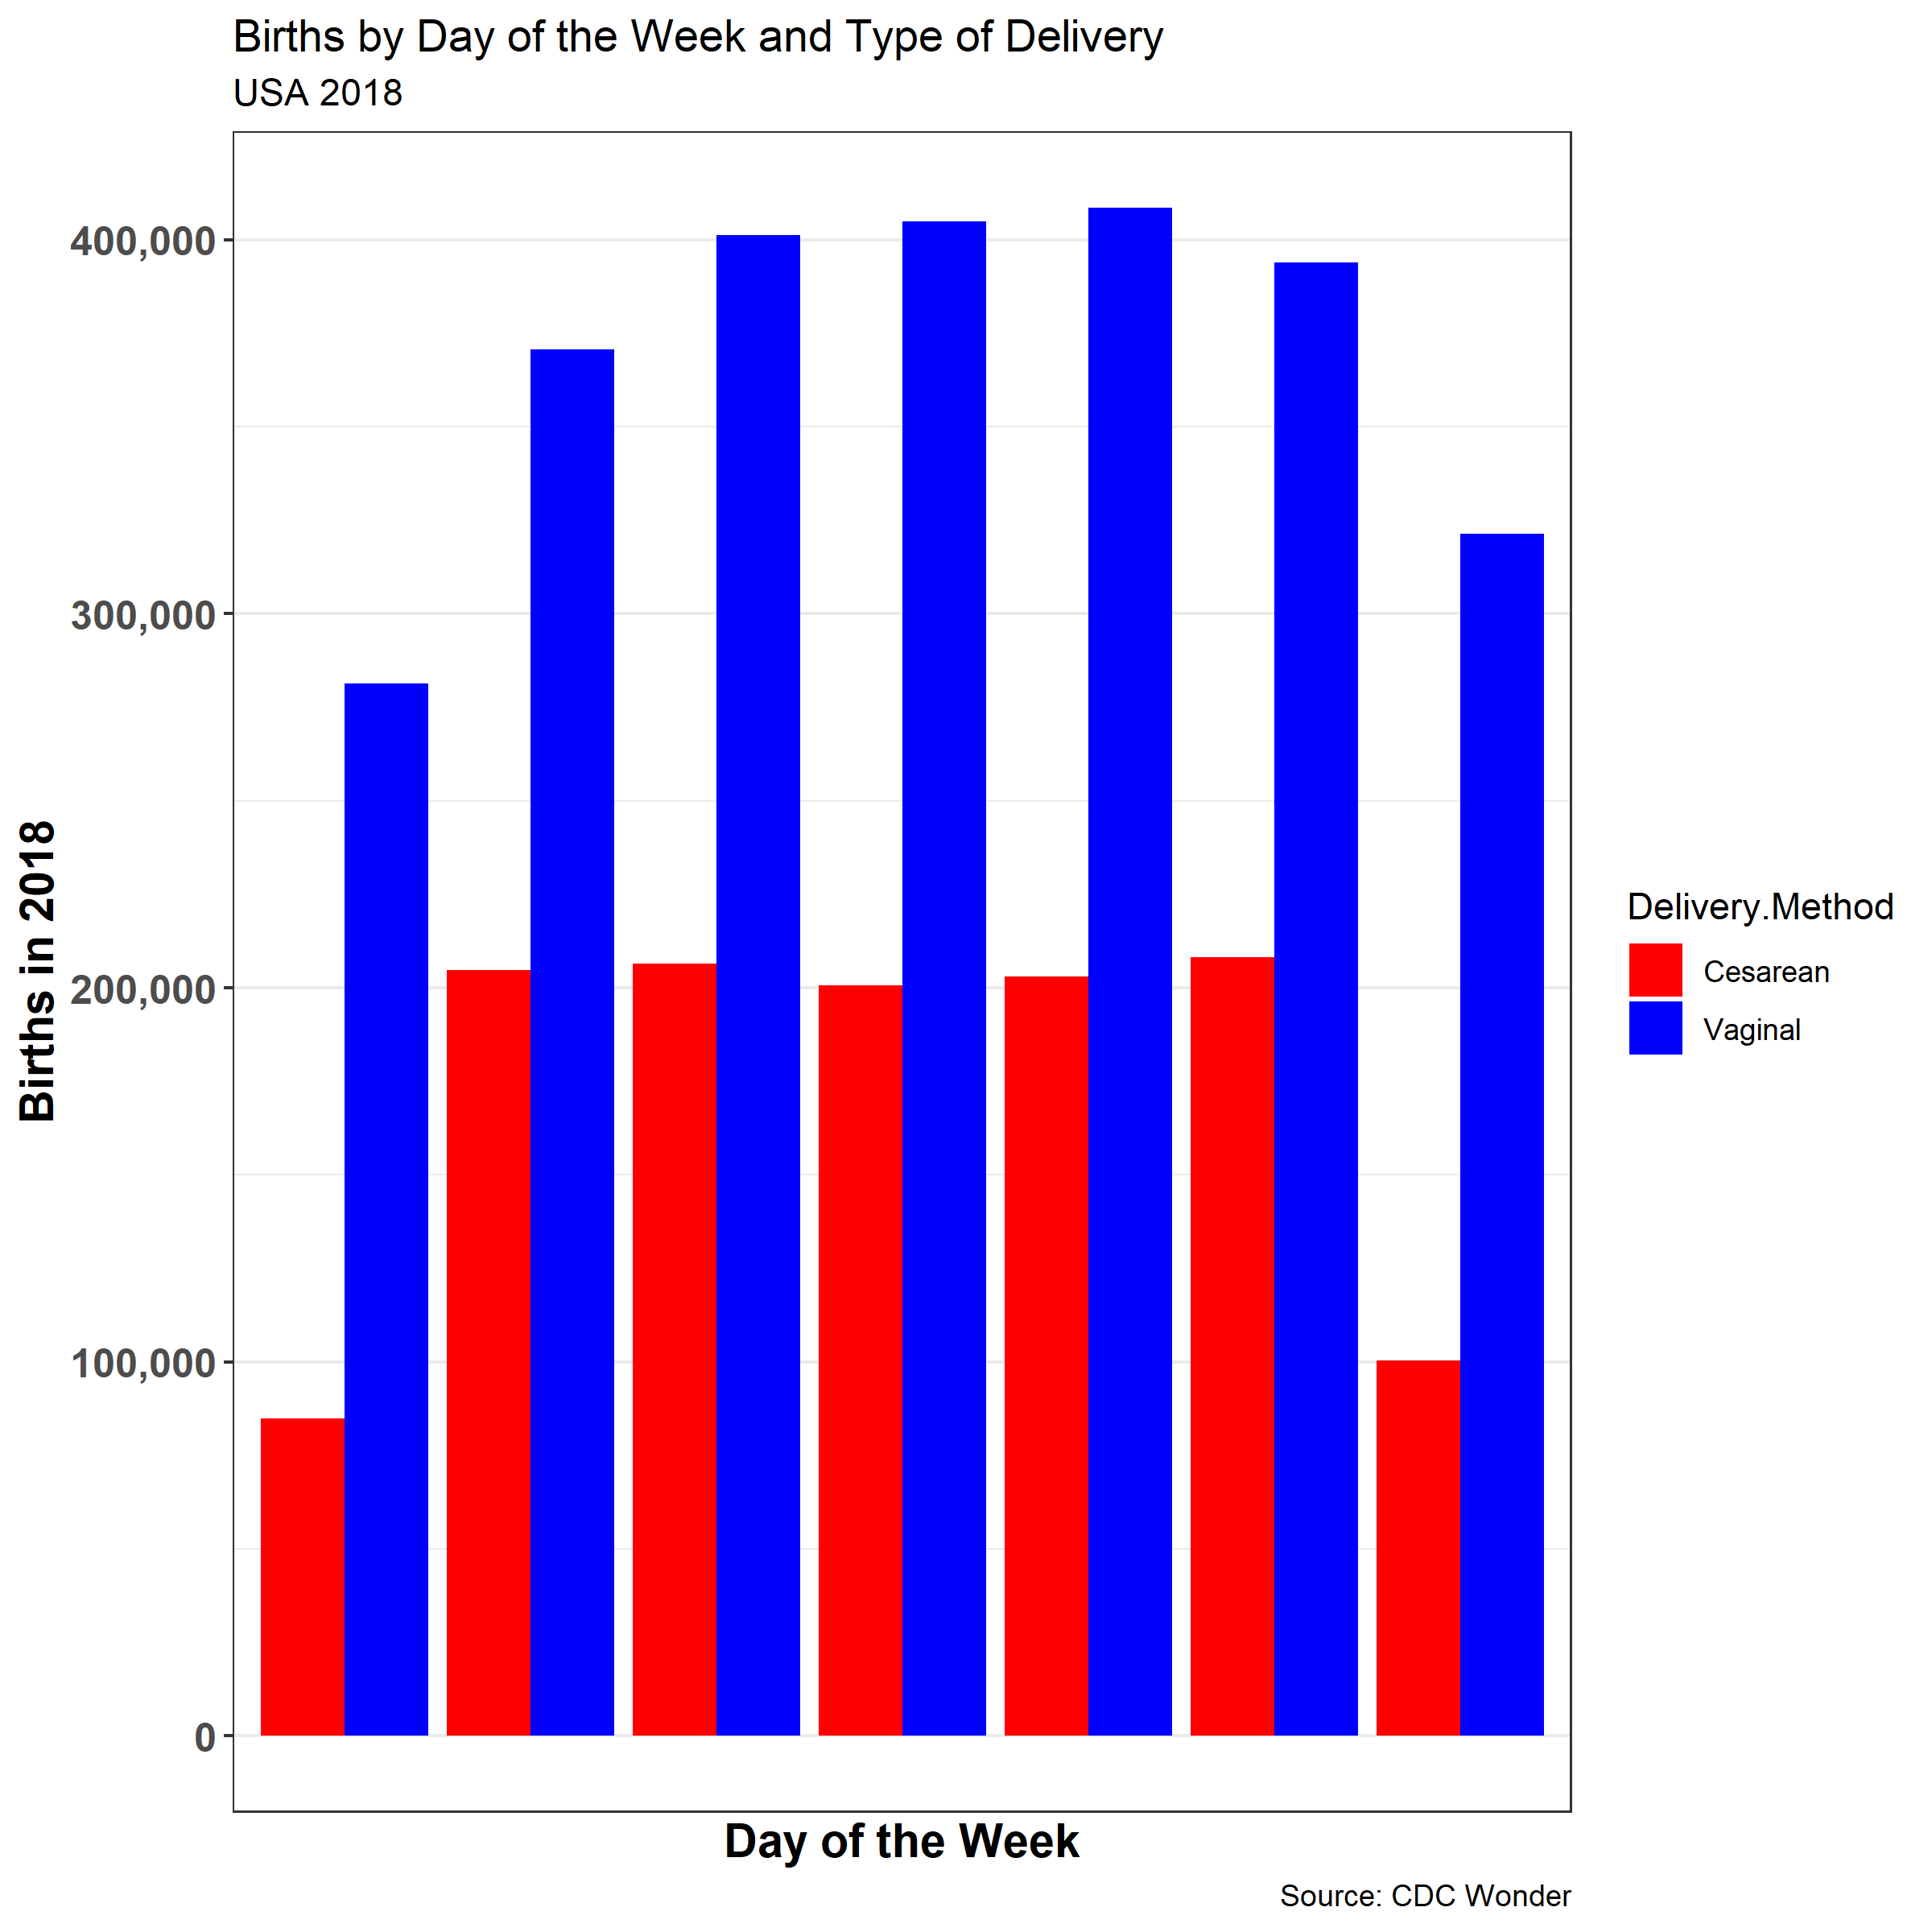 Births by Day of the Week and Type of Delivery
USA 2018
400,000
300,000
200,000
100,000
0
Births in 2018
Day of the Week
Delivery.Method
Cesarean
Vaginal
Source: CDC Wonder